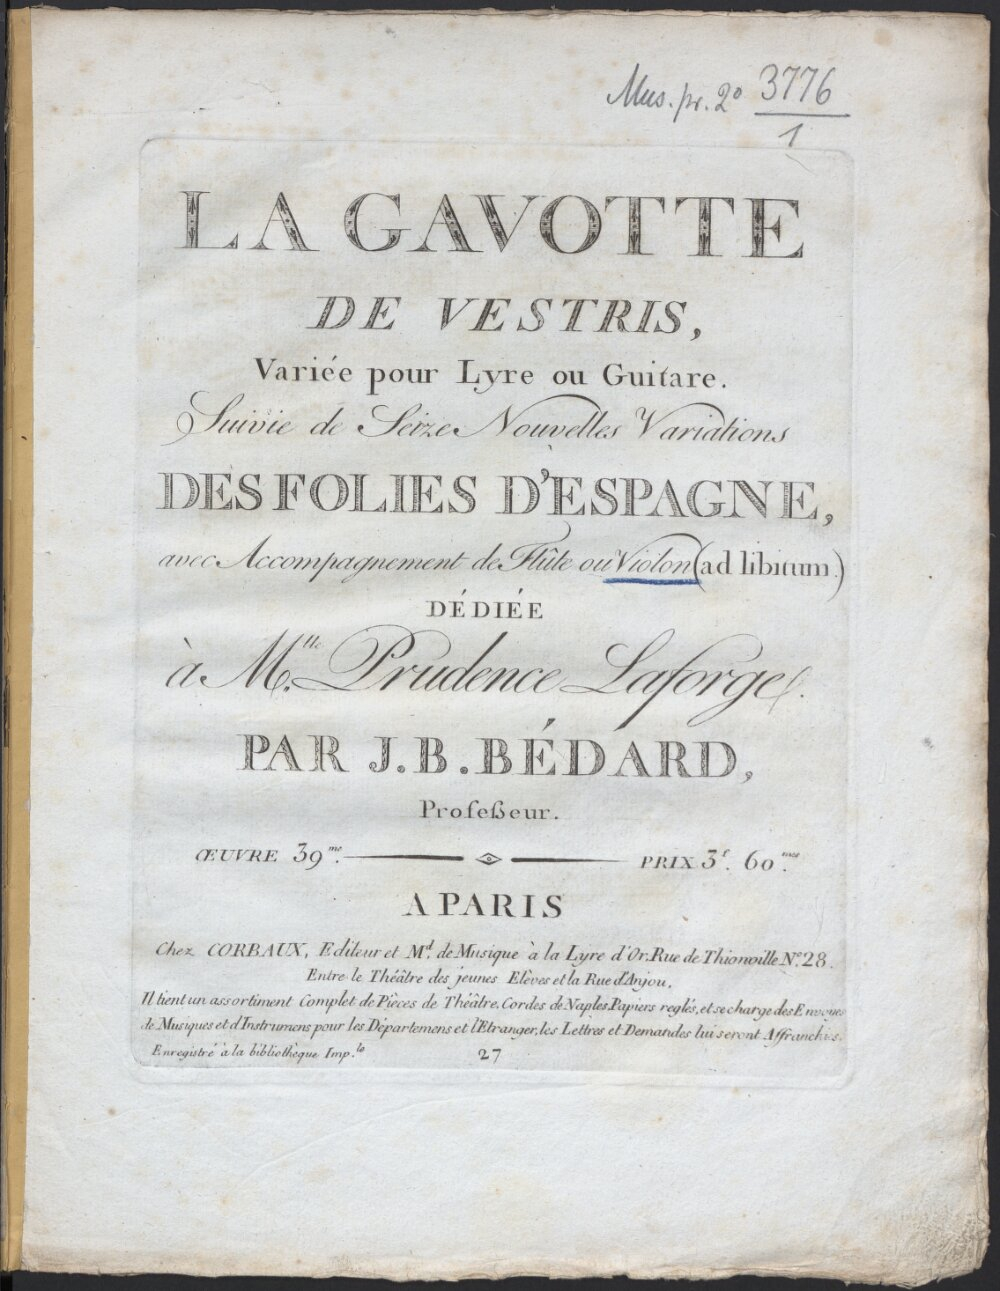 Mus. pr. 2° 3776
1
LA GAVOTTE
DE VESTRIS,
Variée pour Lyre ou Guitare.
Suivie de Seize Nouvelles Variations
DES FOLIES D'ESPAGNE,
avec Accompagnement de Flûte ou Violon (ad libitum.)
DÉDIÉE
à M.lle Prudence Laforge.
PAR J. B. BÉDARD,
Profeßeur.
ŒUVRE 39me. PRIX 3f. 60mes.
A PARIS
Chez CORBAUX, Editeur et Md. de Musique à la Lyre d'Or, Rue de Thionville No. 28.
Entre le Théâtre des jeunes Elèves et la Rue d'Anjou,
Il tient un assortiment Complet de Pièces de Théâtre, Cordes de Naples, Papiers reglés, et se charge des Envoyes
de Musiques et d'Instrumens pour les Départemens et l'Etranger, les Lettres et Demandes lui seront Affranchies.
Enregistré à la bibliothèque Imp.le 27